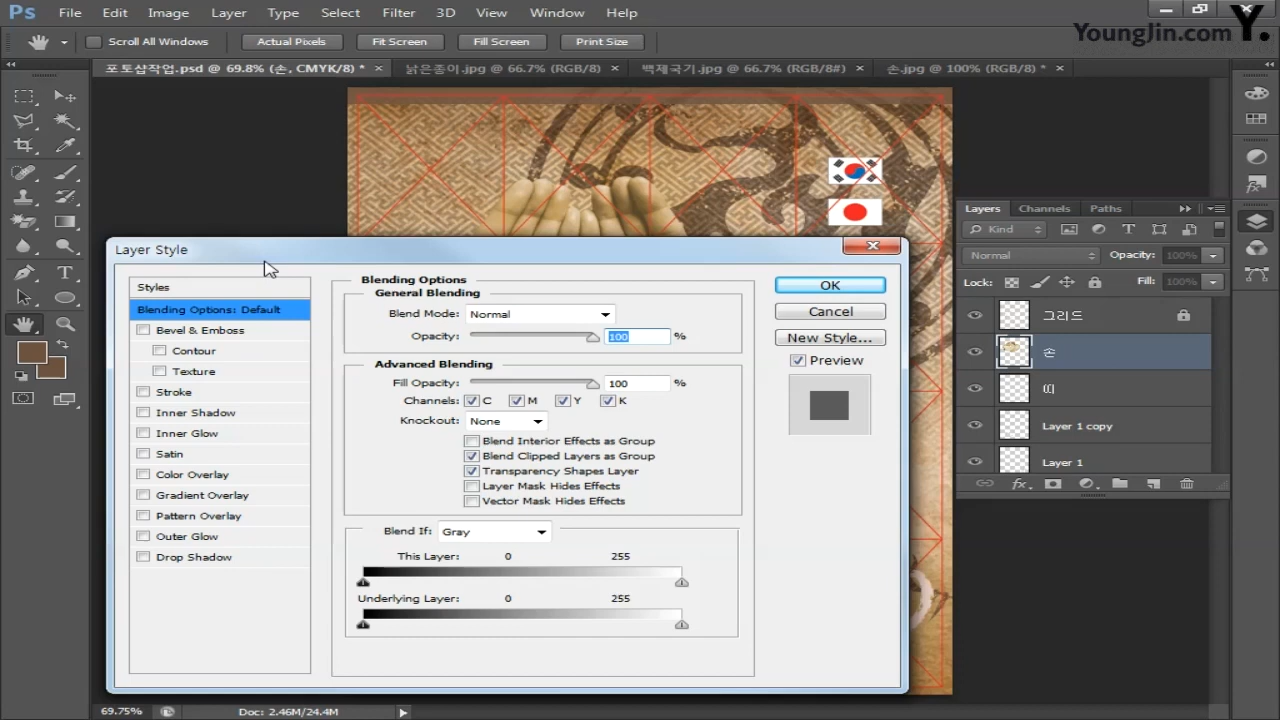 Ps File Edit Image Layer Type Select Filter 3D View Window Help
YoungJin.com Y.
Scroll All Windows Actual Pixels Fit Screen Fill Screen Print Size
포토샵작업.psd @ 69.8% (손, CMYK/8) * × 낡은종이.jpg @ 66.7% (RGB/8) × 백제국기.jpg @ 66.7% (RGB/8#) × 손.jpg @ 100% (RGB/8) * ×
Layer Style
Styles
Blending Options: Default
Bevel & Emboss
Contour
Texture
Stroke
Inner Shadow
Inner Glow
Satin
Color Overlay
Gradient Overlay
Pattern Overlay
Outer Glow
Drop Shadow
Blending Options
General Blending
Blend Mode: Normal
Opacity: 100 %
Advanced Blending
Fill Opacity: 100 %
Channels: C M Y K
Knockout: None
Blend Interior Effects as Group
Blend Clipped Layers as Group
Transparency Shapes Layer
Layer Mask Hides Effects
Vector Mask Hides Effects
Blend If: Gray
This Layer: 0 255
Underlying Layer: 0 255
OK
Cancel
New Style...
Preview
Layers Channels Paths
Kind
Normal Opacity: 100%
Lock: Fill: 100%
그리드
손
띠
Layer 1 copy
Layer 1
fx
69.75% Doc: 2.46M/24.4M